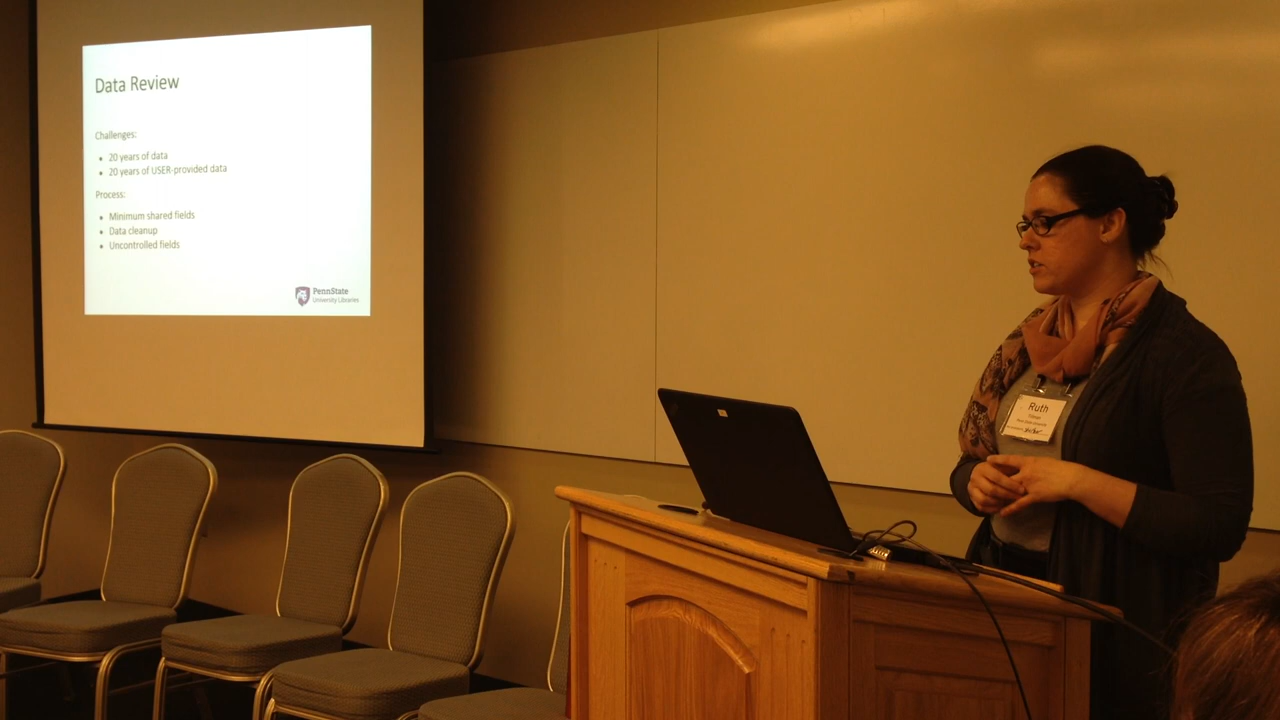 Data Review
Challenges:
20 years of data
20 years of USER-provided data
Process:
Minimum shared fields
Data cleanup
Uncontrolled fields
PennState
University Libraries
Ruth